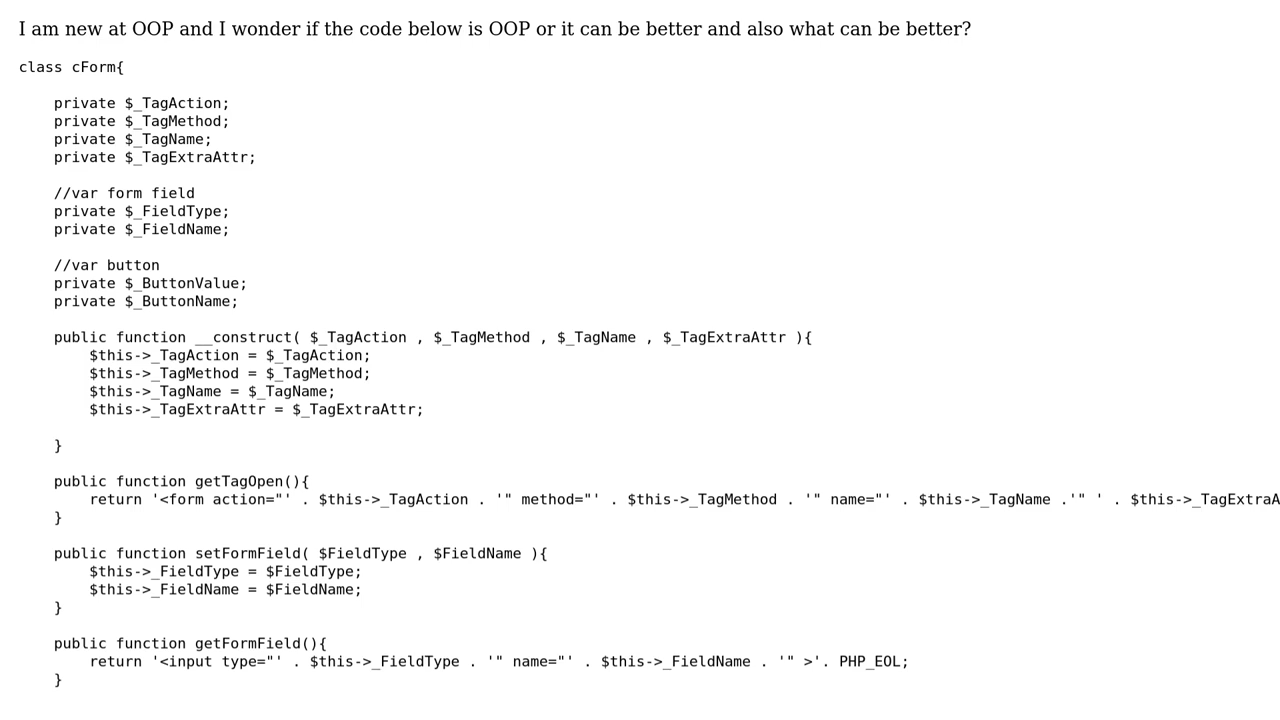 I am new at OOP and I wonder if the code below is OOP or it can be better and also what can be better?
class cForm{
private $_TagAction;
private $_TagMethod;
private $_TagName;
private $_TagExtraAttr;
//var form field
private $_FieldType;
private $_FieldName;
//var button
private $_ButtonValue;
private $_ButtonName;
public function __construct( $_TagAction , $_TagMethod , $_TagName , $_TagExtraAttr ){
$this->_TagAction = $_TagAction;
$this->_TagMethod = $_TagMethod;
$this->_TagName = $_TagName;
$this->_TagExtraAttr = $_TagExtraAttr;
}
public function getTagOpen(){
return '<form action="' . $this->_TagAction . '" method="' . $this->_TagMethod . '" name="' . $this->_TagName .'" ' . $this->_TagExtraA
}
public function setFormField( $FieldType , $FieldName ){
$this->_FieldType = $FieldType;
$this->_FieldName = $FieldName;
}
public function getFormField(){
return '<input type="' . $this->_FieldType . '" name="' . $this->_FieldName . '" >'. PHP_EOL;
}